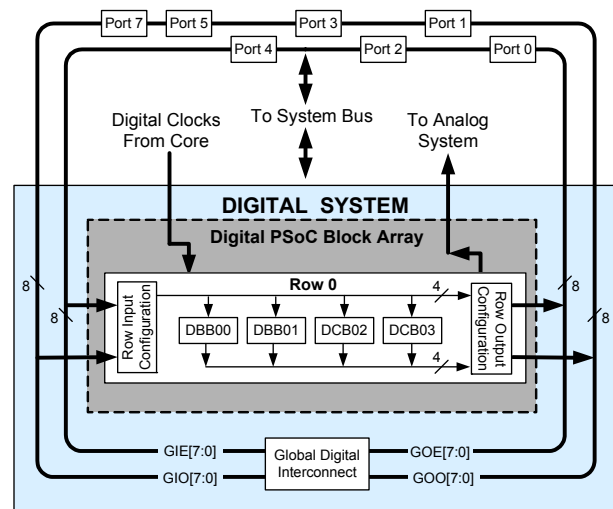 Port 7
Port 5
Port 3
Port 1
Port 4
Port 2
Port 0
Digital Clocks
From Core
To System Bus
To Analog
System
DIGITAL SYSTEM
Digital PSoC Block Array
Row 0
4
8
8
8
8
Row Input
Configuration
DBB00
DBB01
DCB02
DCB03
Row Output
Configuration
4
GIE[7:0]
GIO[7:0]
Global Digital
Interconnect
GOE[7:0]
GOO[7:0]